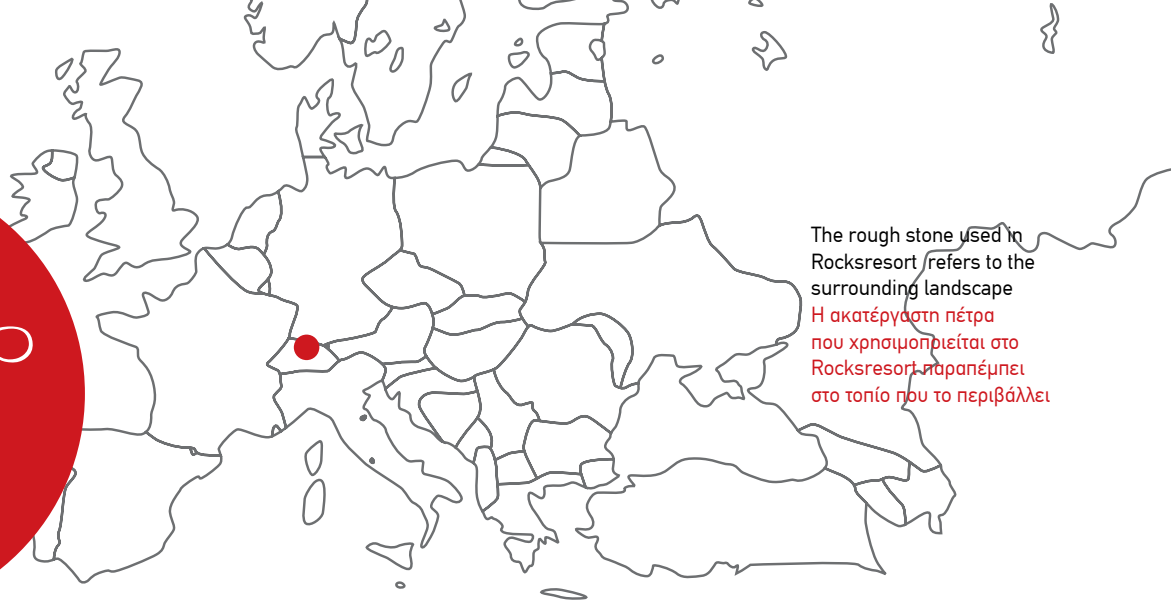 The rough stone used in
Rocksresort refers to the
surrounding landscape
Η ακατέργαστη πέτρα
που χρησιμοποιείται στο
Rocksresort παραπέμπει
στο τοπίο που το περιβάλλει